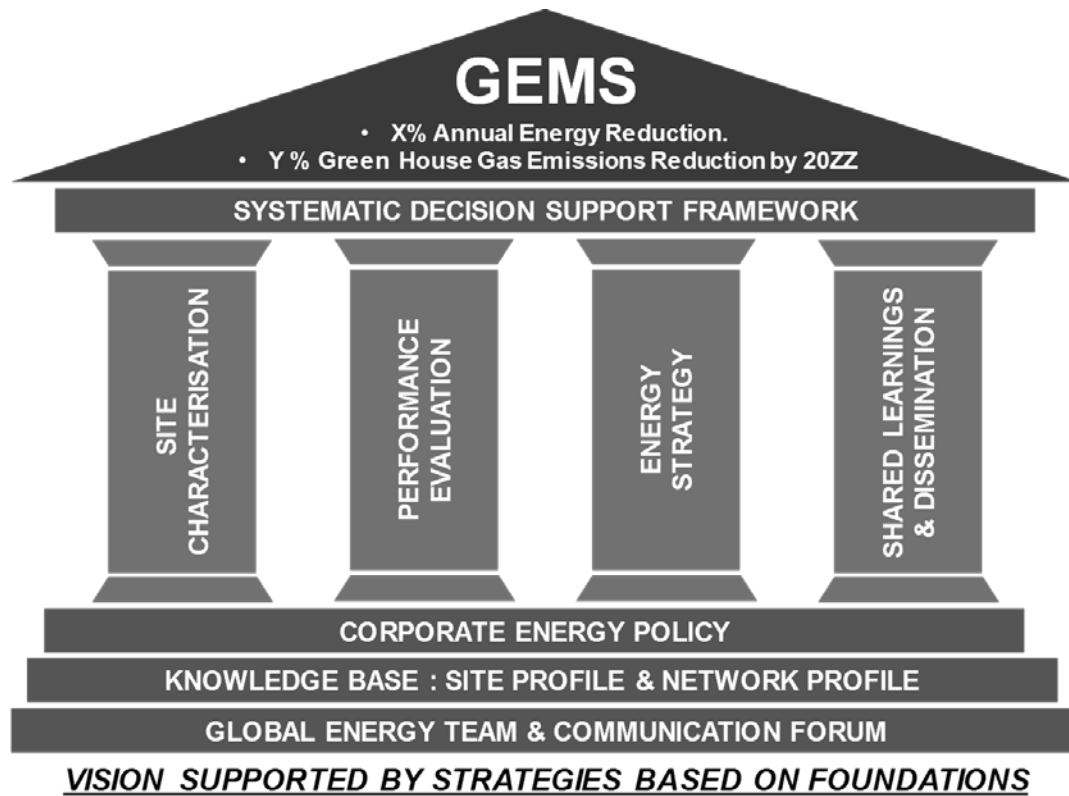 GEMS
• X% Annual Energy Reduction.
• Y % Green House Gas Emissions Reduction by 20ZZ
SYSTEMATIC DECISION SUPPORT FRAMEWORK
SITE
CHARACTERISATION
PERFORMANCE
EVALUATION
ENERGY
STRATEGY
SHARED LEARNINGS
& DISSEMINATION
CORPORATE ENERGY POLICY
KNOWLEDGE BASE : SITE PROFILE & NETWORK PROFILE
GLOBAL ENERGY TEAM & COMMUNICATION FORUM
VISION SUPPORTED BY STRATEGIES BASED ON FOUNDATIONS